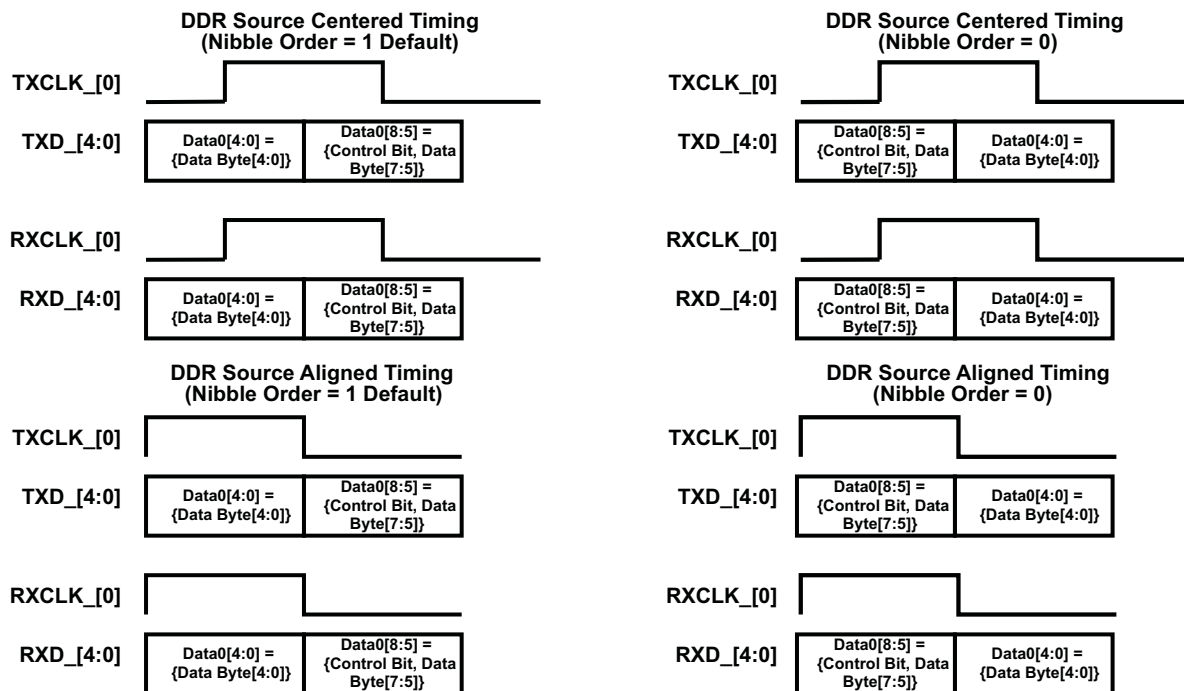 DDR Source Centered Timing
(Nibble Order = 1 Default)
TXCLK_[0]
TXD_[4:0]
Data0[4:0] =
{Data Byte[4:0]}
Data0[8:5] =
{Control Bit, Data
Byte[7:5]}
RXCLK_[0]
RXD_[4:0]
Data0[4:0] =
{Data Byte[4:0]}
Data0[8:5] =
{Control Bit, Data
Byte[7:5]}
DDR Source Centered Timing
(Nibble Order = 0)
TXCLK_[0]
TXD_[4:0]
Data0[8:5] =
{Control Bit, Data
Byte[7:5]}
Data0[4:0] =
{Data Byte[4:0]}
RXCLK_[0]
RXD_[4:0]
Data0[8:5] =
{Control Bit, Data
Byte[7:5]}
Data0[4:0] =
{Data Byte[4:0]}
DDR Source Aligned Timing
(Nibble Order = 1 Default)
TXCLK_[0]
TXD_[4:0]
Data0[4:0] =
{Data Byte[4:0]}
Data0[8:5] =
{Control Bit, Data
Byte[7:5]}
RXCLK_[0]
RXD_[4:0]
Data0[4:0] =
{Data Byte[4:0]}
Data0[8:5] =
{Control Bit, Data
Byte[7:5]}
DDR Source Aligned Timing
(Nibble Order = 0)
TXCLK_[0]
TXD_[4:0]
Data0[8:5] =
{Control Bit, Data
Byte[7:5]}
Data0[4:0] =
{Data Byte[4:0]}
RXCLK_[0]
RXD_[4:0]
Data0[8:5] =
{Control Bit, Data
Byte[7:5]}
Data0[4:0] =
{Data Byte[4:0]}